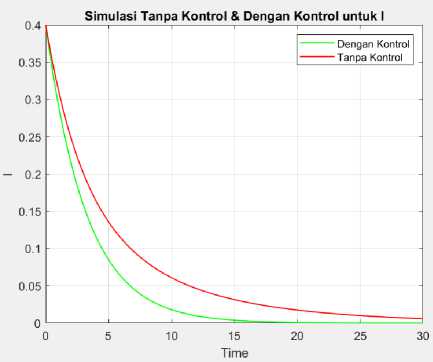 Simulasi Tanpa Kontrol & Dengan Kontrol untuk I
Dengan Kontrol
Tanpa Kontrol
0.4
0.35
0.3
0.25
0.2
0.15
0.1
0.05
0
I
0 5 10 15 20 25 30
Time